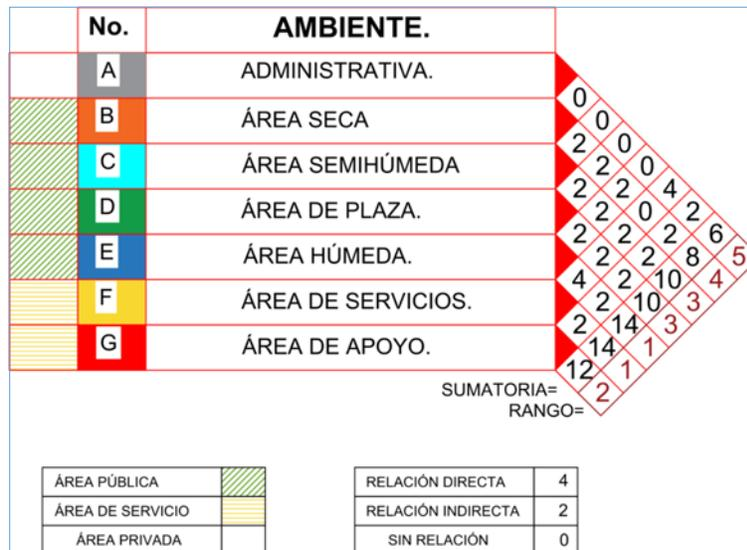 No. AMBIENTE.
A ADMINISTRATIVA.
B ÁREA SECA
C ÁREA SEMIHÚMEDA
D ÁREA DE PLAZA.
E ÁREA HÚMEDA.
F ÁREA DE SERVICIOS.
G ÁREA DE APOYO.
0
0
2 0
2 0
2 2 4
2 0 2
2 2 2 6
2 2 8 5
4 2 10 4
2 10 3
2 14 3
14 1
12 1
2
SUMATORIA=
RANGO=
ÁREA PÚBLICA
ÁREA DE SERVICIO
ÁREA PRIVADA
RELACIÓN DIRECTA 4
RELACIÓN INDIRECTA 2
SIN RELACIÓN 0